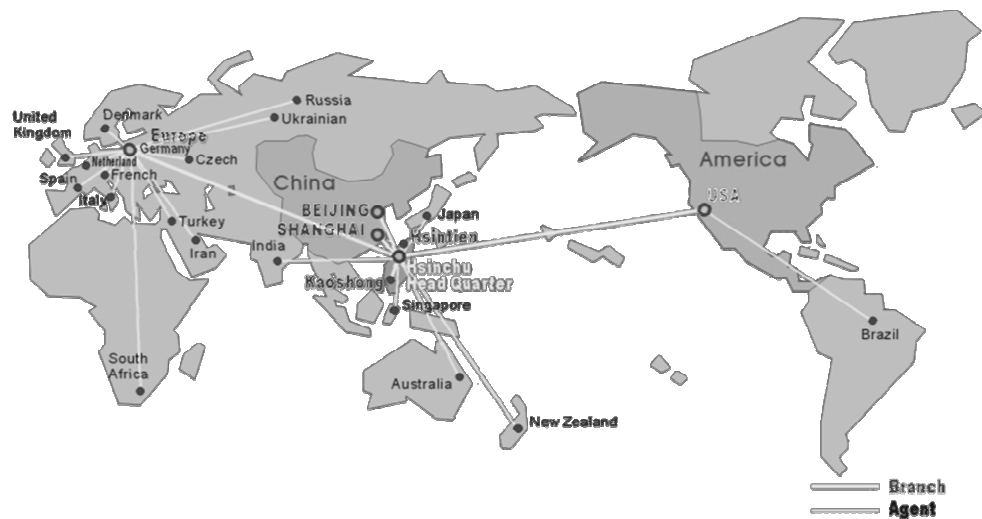 United
Kingdom
Denmark
Europe
Russia
Ukrainian
Germany
Netherland
Czech
French
Spain
Italy
Turkey
Iran
China
BEIJING
SHANGHAI
India
Japan
Hsintien
Hsinchu
Head Quarter
Kaoshong
Singapore
America
USA
Brazil
South
Africa
Australia
New Zealand
Branch
Agent